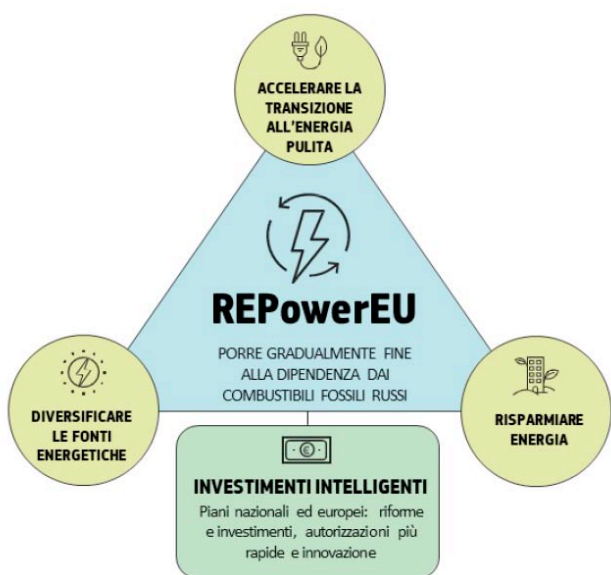 ACCELERARE LA
TRANSIZIONE
ALL'ENERGIA
PULITA
REPowerEU
PORRE GRADUALMENTE FINE
ALLA DIPENDENZA DAI
COMBUSTIBILI FOSSILI RUSSI
DIVERSIFICARE
LE FONTI
ENERGETICHE
RISPARMIARE
ENERGIA
€
INVESTIMENTI INTELLIGENTI
Piani nazionali ed europei: riforme
e investimenti, autorizzazioni più
rapide e innovazione